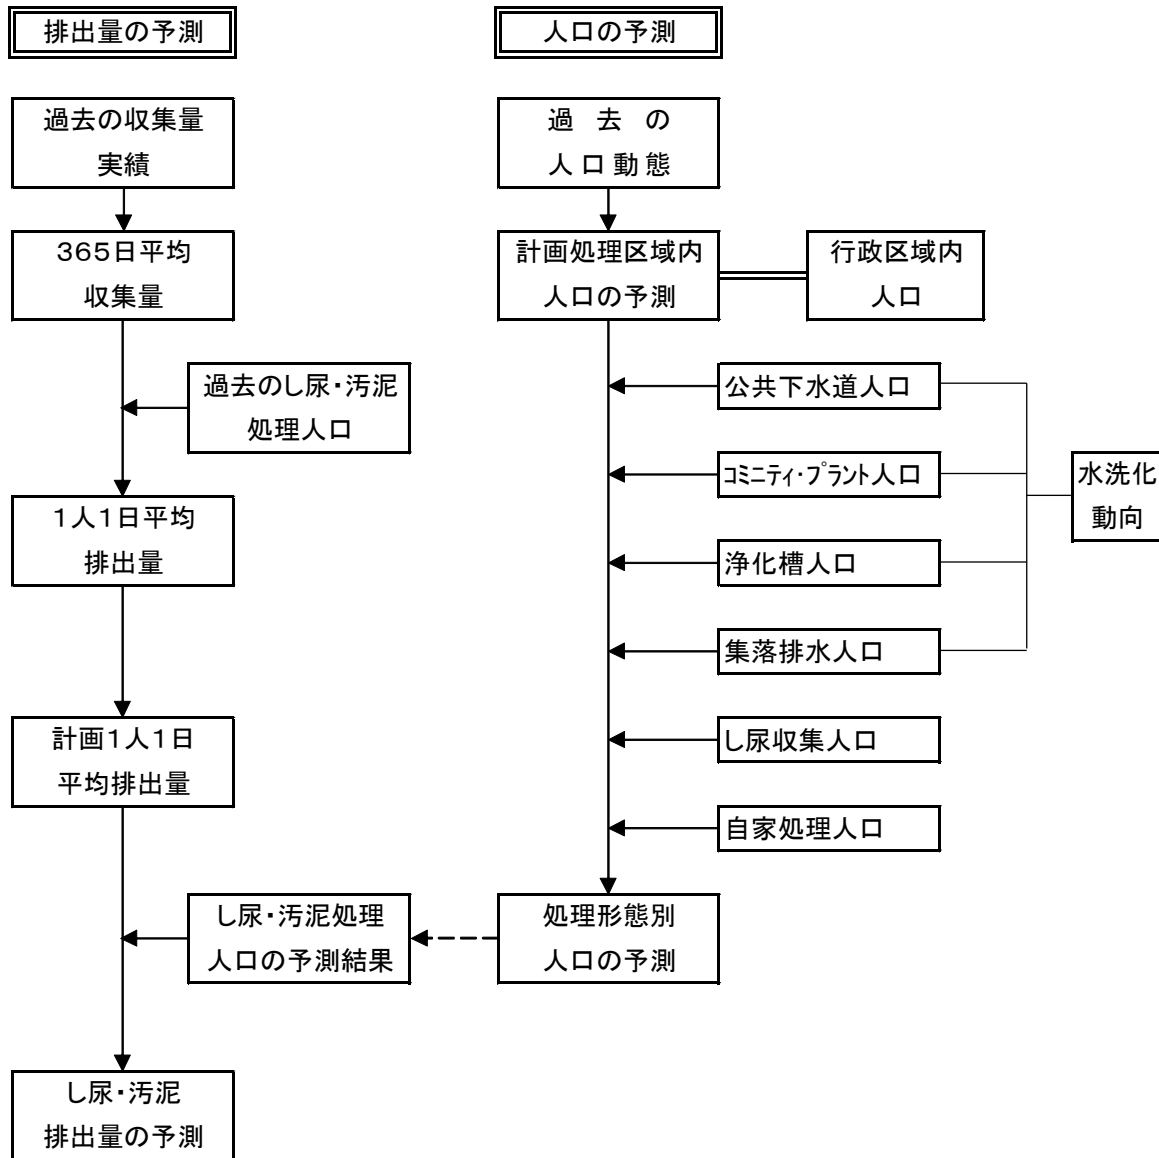 排出量の予測
人口の予測
過去の収集量
実績
過 去 の
人 口 動 態
365日平均
収集量
計画処理区域内
人口の予測
行政区域内
人口
過去のし尿・汚泥
処理人口
公共下水道人口
コミニティ・プラント人口
水洗化
動向
1人1日平均
排出量
浄化槽人口
集落排水人口
計画1人1日
平均排出量
し尿収集人口
自家処理人口
し尿・汚泥処理
人口の予測結果
処理形態別
人口の予測
し尿・汚泥
排出量の予測